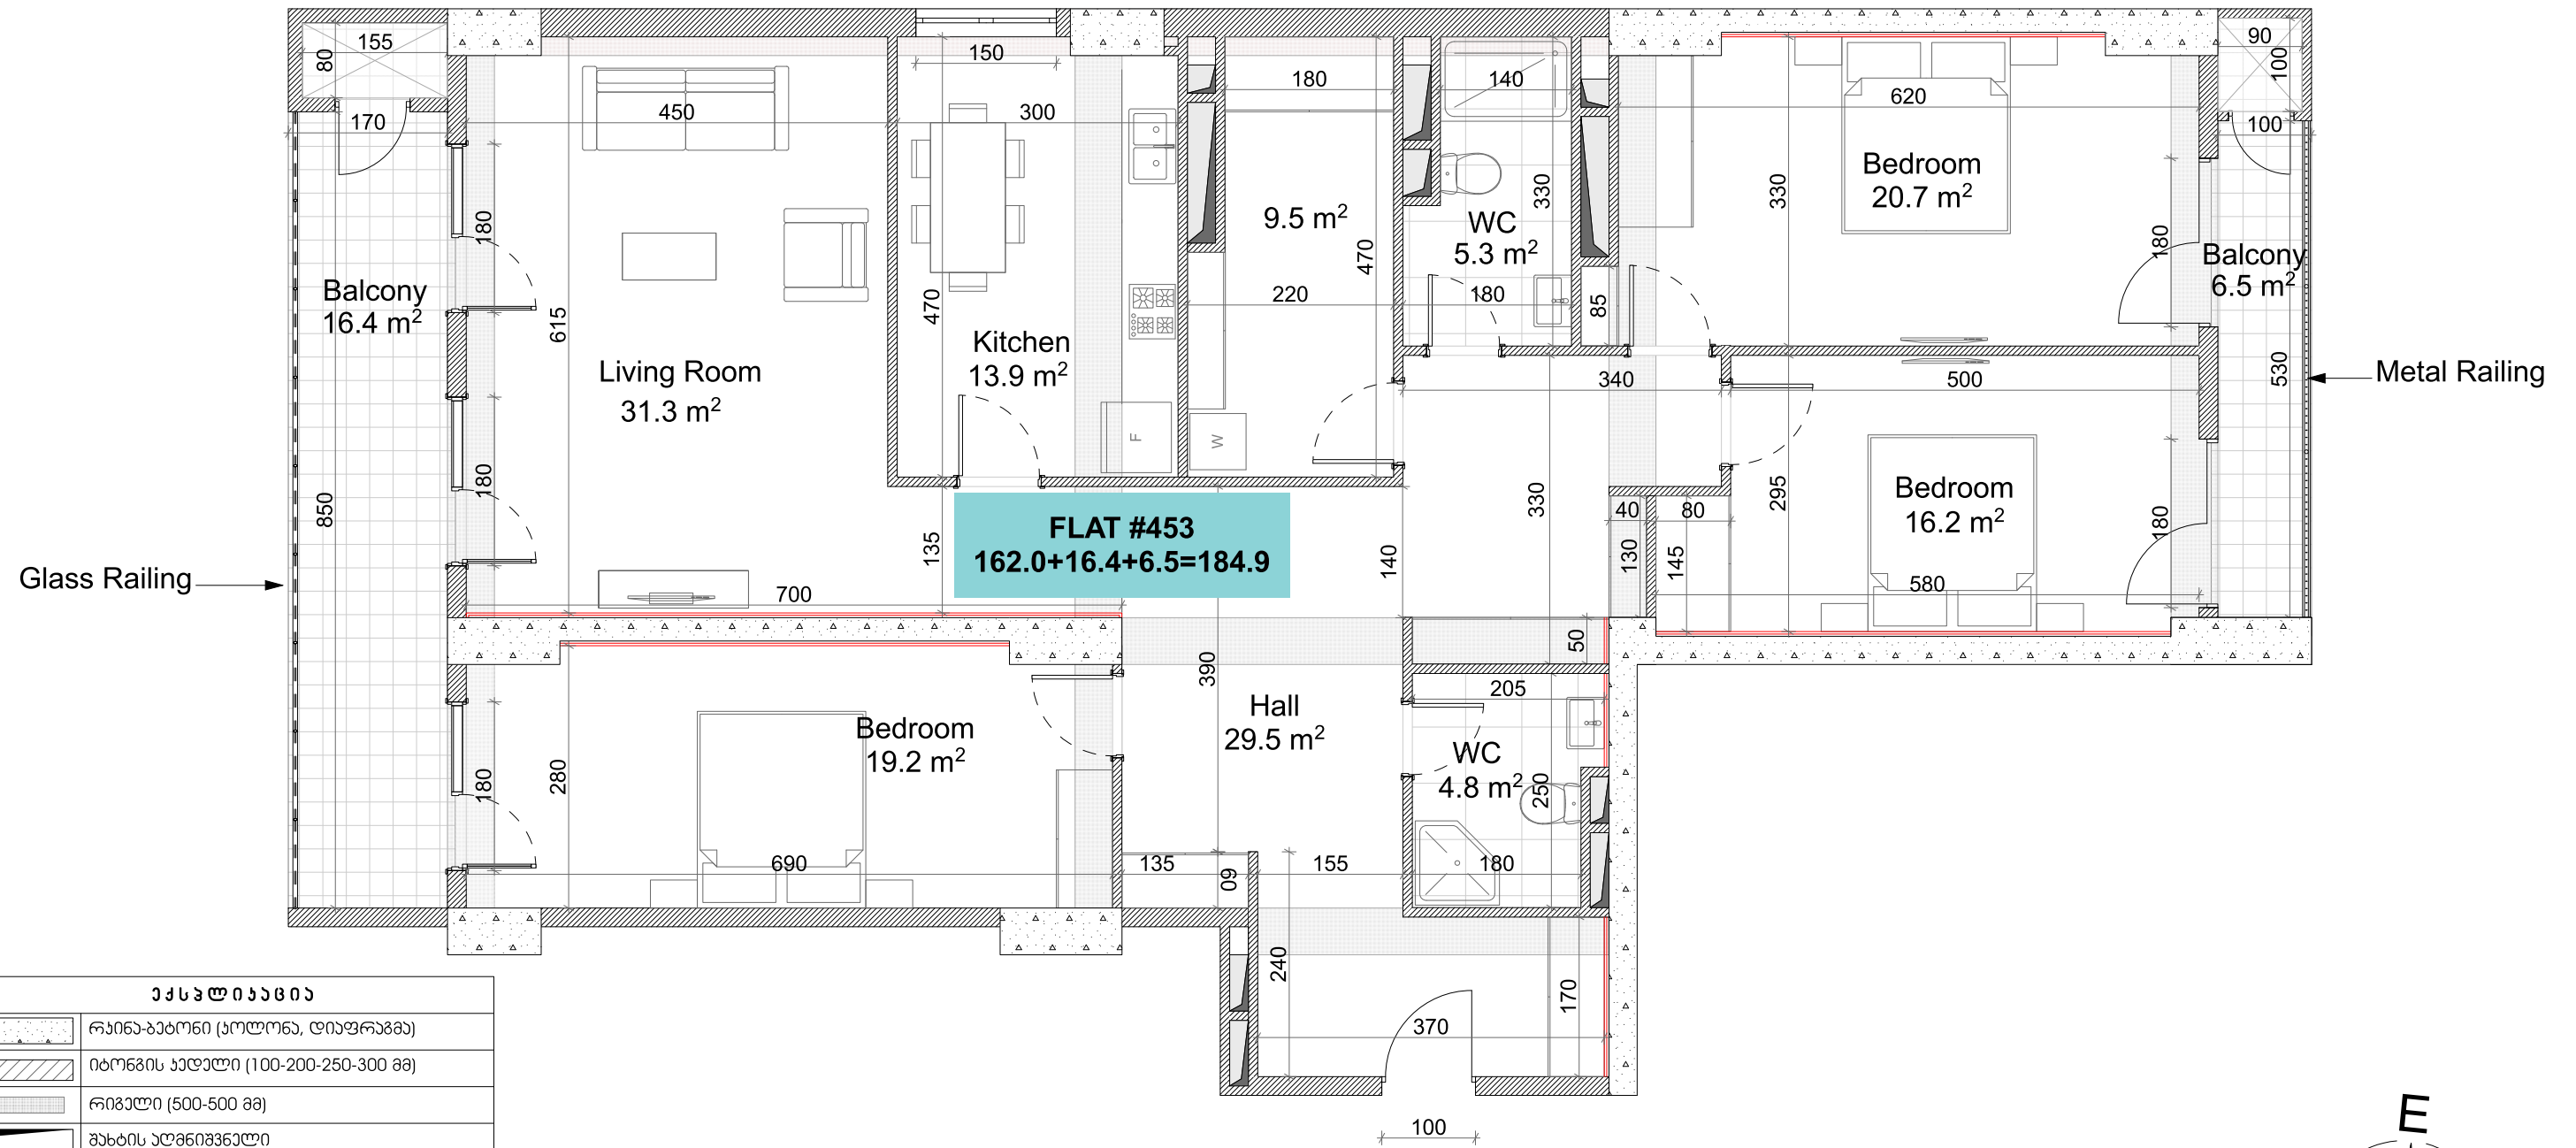 155
80
170
150
450
300
180
140
620
90
100
100
180
330
330
Bedroom
20.7 m²
9.5 m²
WC
5.3 m²
180
Balcony
6.5 m²
Balcony
16.4 m²
470
220
180
85
615
470
Kitchen
13.9 m²
Living Room
31.3 m²
340
500
530
Metal Railing
F
W
180
850
330
295
Bedroom
16.2 m²
180
FLAT #453
162.0+16.4+6.5=184.9
40
80
135
140
130
145
Glass Railing
700
580
50
390
205
Hall
29.5 m²
Bedroom
19.2 m²
WC
4.8 m²
250
180
280
690
135
60
155
180
240
170
370
100
ექსპლიკაცია
რკინა-ბეტონი (კოლონა, დიაფრაგმა)
იტონგის კედელი (100-200-250-300 მმ)
რიგელი (500-500 მმ)
შახტის აღმნიშვნელი
E